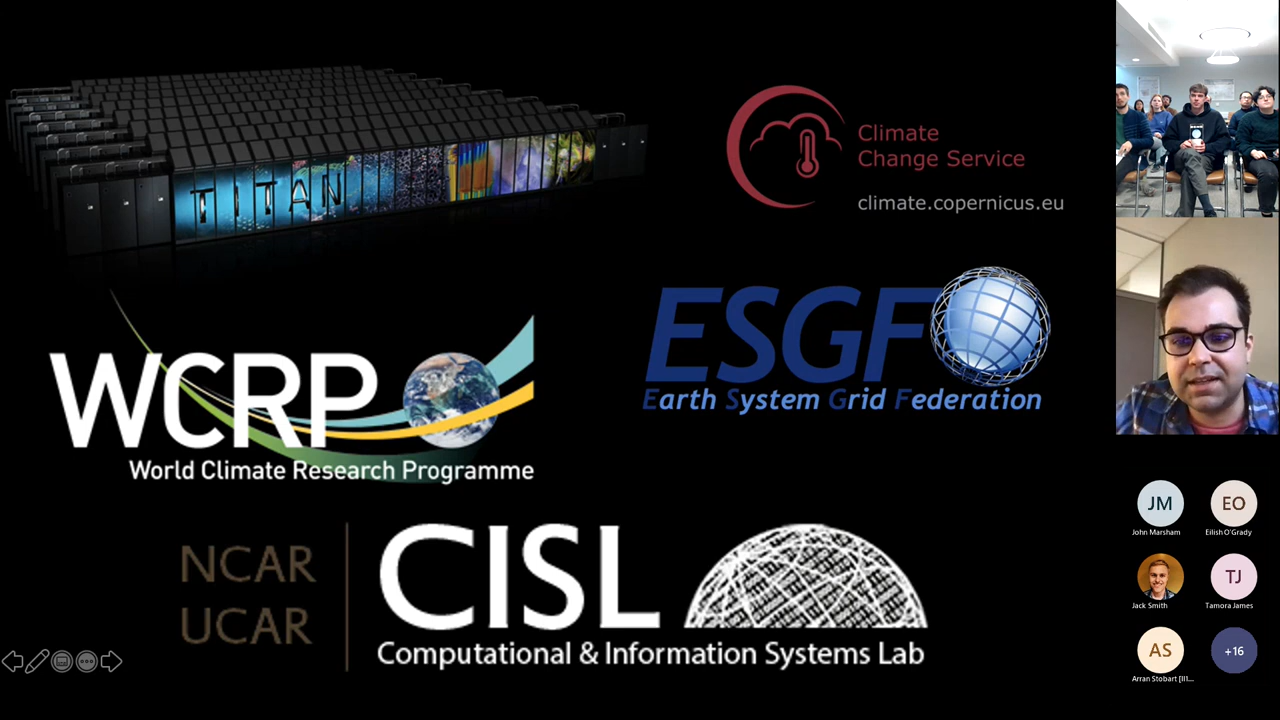 TITAN
Climate
Change Service
climate.copernicus.eu
WCRP
World Climate Research Programme
ESGF
Earth System Grid Federation
NCAR
UCAR
CISL
Computational & Information Systems Lab
JM
John Marsham
EO
Eilish O'Grady
Jack Smith
TJ
Tamora James
AS
Arran Stobart [III...
+16